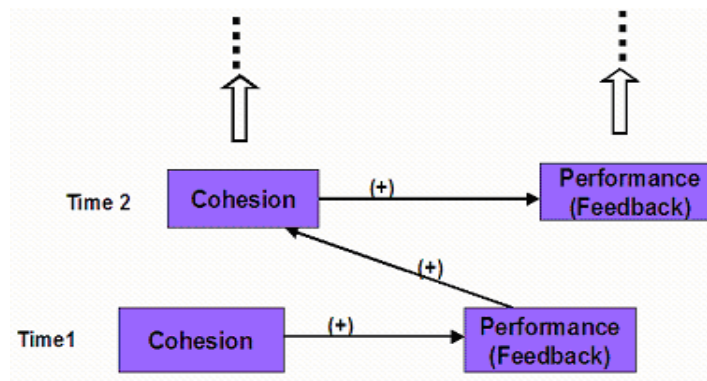 Time 2
Cohesion
(+)
Performance
(Feedback)
(+)
Time1
Cohesion
(+)
Performance
(Feedback)